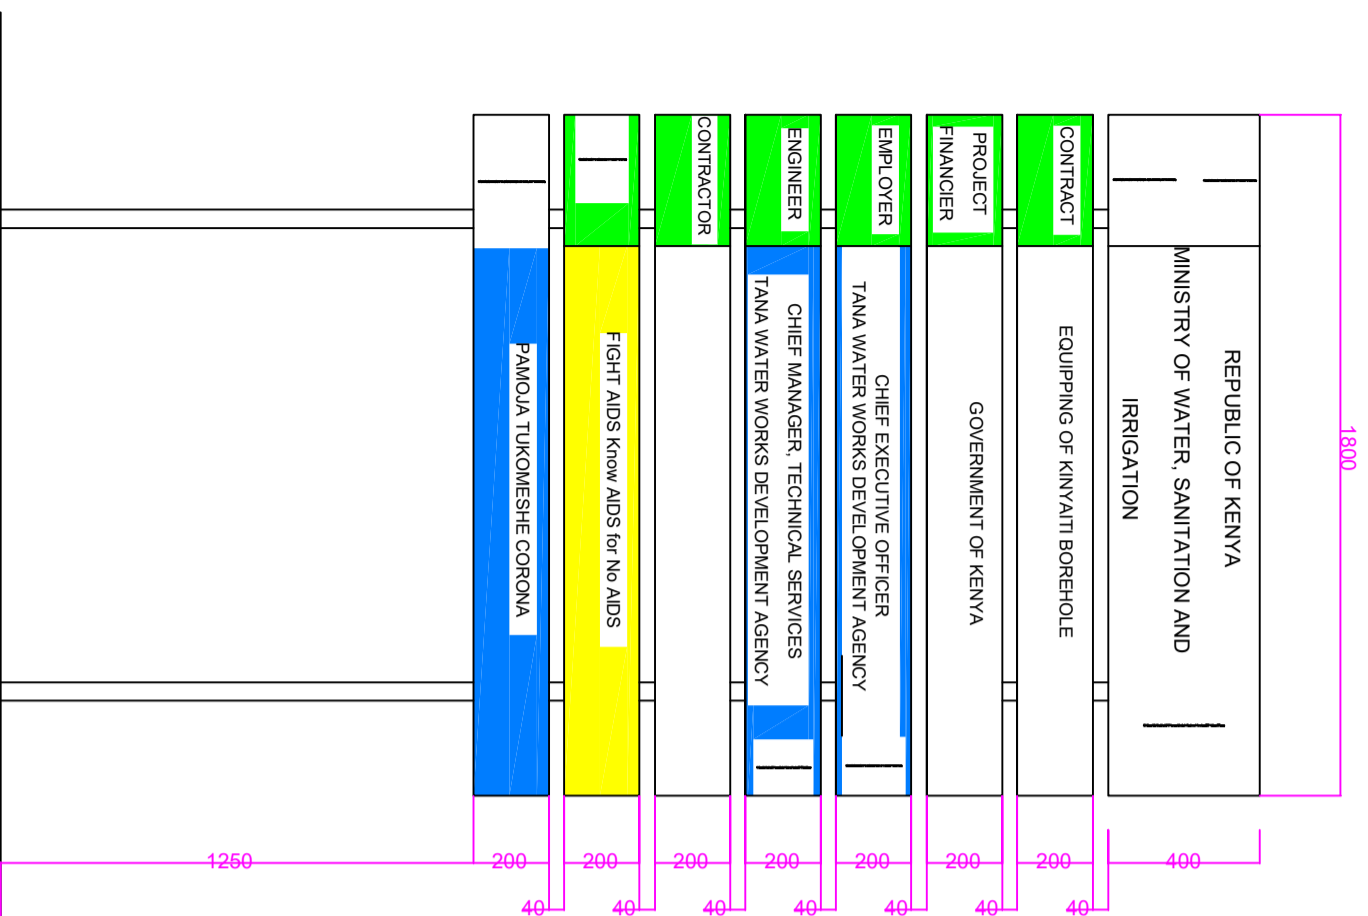 1800
REPUBLIC OF KENYA
MINISTRY OF WATER, SANITATION AND
IRRIGATION
CONTRACT
EQUIPPING OF KINYAITI BOREHOLE
PROJECT
FINANCIER
GOVERNMENT OF KENYA
EMPLOYER
CHIEF EXECUTIVE OFFICER
TANA WATER WORKS DEVELOPMENT AGENCY
ENGINEER
CHIEF MANAGER, TECHNICAL SERVICES
TANA WATER WORKS DEVELOPMENT AGENCY
CONTRACTOR
FIGHT AIDS Know AIDS for No AIDS
PAMOJA TUKOMESHE CORONA
1250
200
200
200
200
200
200
200
400
40
40
40
40
40
40
40